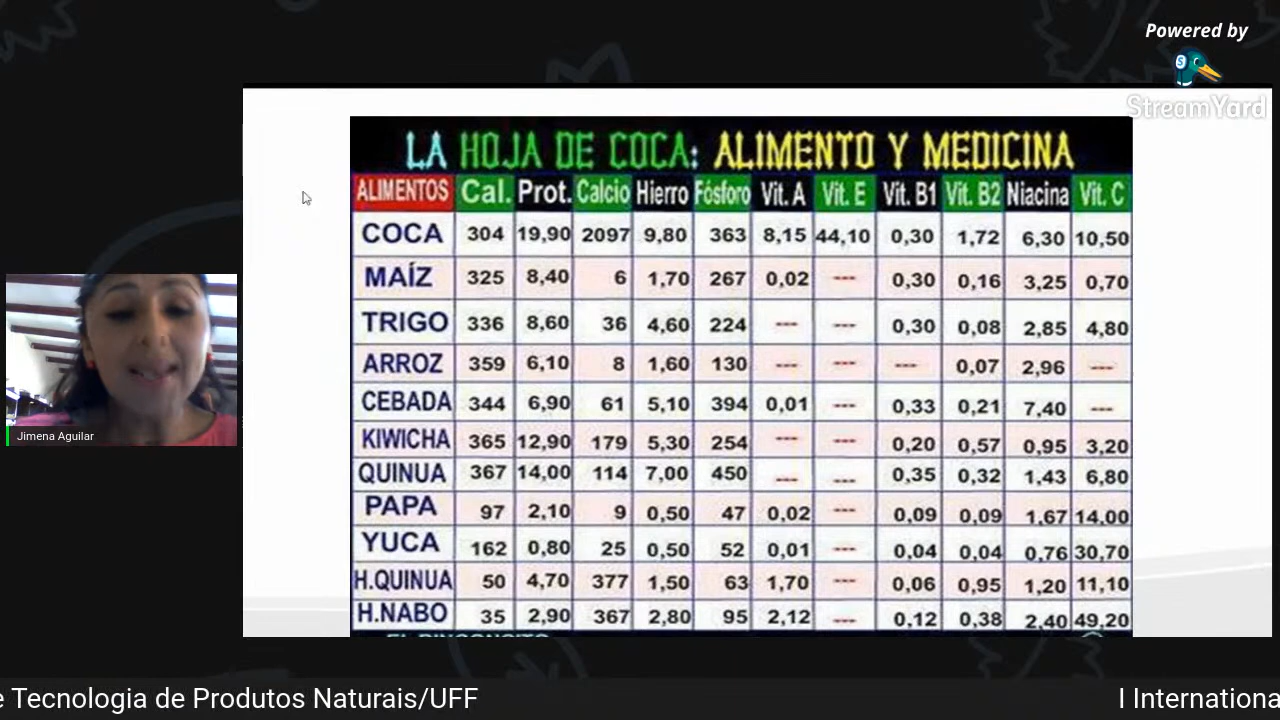 Powered by
StreamYard
LA HOJA DE COCA: ALIMENTO Y MEDICINA
ALIMENTOS Cal. Prot. Calcio Hierro Fósforo Vit. A Vit. E Vit. B1 Vit. B2 Niacina Vit. C
COCA 304 19,90 2097 9,80 363 8,15 44,10 0,30 1,72 6,30 10,50
MAÍZ 325 8,40 6 1,70 267 0,02 --- 0,30 0,16 3,25 0,70
TRIGO 336 8,60 36 4,60 224 --- --- 0,30 0,08 2,85 4,80
ARROZ 359 6,10 8 1,60 130 --- --- --- 0,07 2,96 ---
CEBADA 344 6,90 61 5,10 394 0,01 --- 0,33 0,21 7,40 ---
KIWICHA 365 12,90 179 5,30 254 --- --- 0,20 0,57 0,95 3,20
QUINUA 367 14,00 114 7,00 450 --- --- 0,35 0,32 1,43 6,80
PAPA 97 2,10 9 0,50 47 0,02 --- 0,09 0,09 1,67 14,00
YUCA 162 0,80 25 0,50 52 0,01 --- 0,04 0,04 0,76 30,70
H.QUINUA 50 4,70 377 1,50 63 1,70 --- 0,06 0,95 1,20 11,10
H.NABO 35 2,90 367 2,80 95 2,12 --- 0,12 0,38 2,40 49,20
Jimena Aguilar
e Tecnologia de Produtos Naturais/UFF
I Internationa